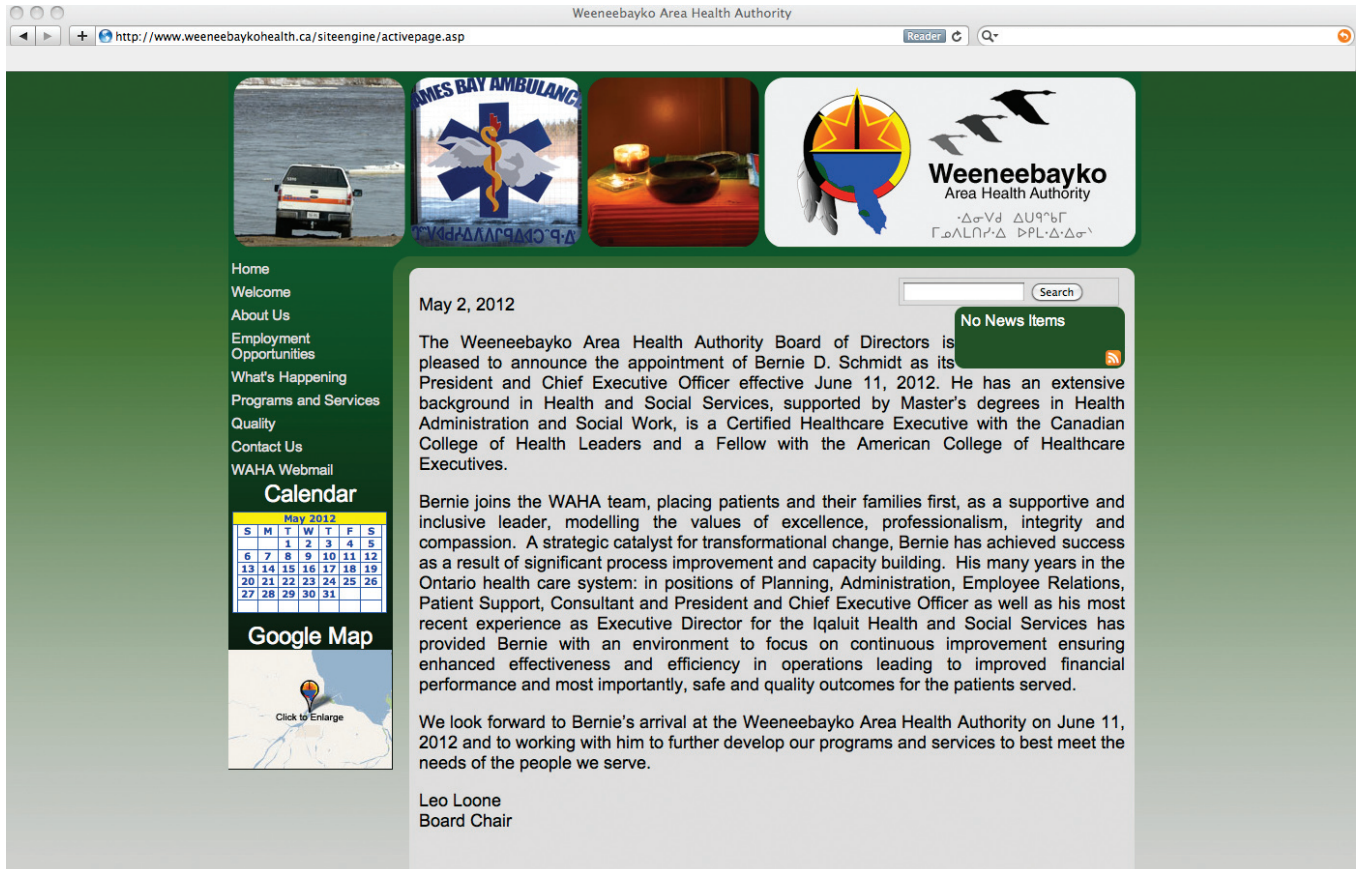 Weeneebayko Area Health Authority
http://www.weeneebaykohealth.ca/siteengine/activepage.asp
Reader
JAMES BAY AMBULANCE
Weeneebayko
Area Health Authority
Home
Welcome
About Us
Employment
Opportunities
What's Happening
Programs and Services
Quality
Contact Us
WAHA Webmail
Calendar
May 2012
S M T W T F S
1 2 3 4 5
6 7 8 9 10 11 12
13 14 15 16 17 18 19
20 21 22 23 24 25 26
27 28 29 30 31
Google Map
Click to Enlarge
Search
No News Items
May 2, 2012
The Weeneebayko Area Health Authority Board of Directors is
pleased to announce the appointment of Bernie D. Schmidt as its
President and Chief Executive Officer effective June 11, 2012. He has an extensive
background in Health and Social Services, supported by Master's degrees in Health
Administration and Social Work, is a Certified Healthcare Executive with the Canadian
College of Health Leaders and a Fellow with the American College of Healthcare
Executives.
Bernie joins the WAHA team, placing patients and their families first, as a supportive and
inclusive leader, modelling the values of excellence, professionalism, integrity and
compassion. A strategic catalyst for transformational change, Bernie has achieved success
as a result of significant process improvement and capacity building. His many years in the
Ontario health care system: in positions of Planning, Administration, Employee Relations,
Patient Support, Consultant and President and Chief Executive Officer as well as his most
recent experience as Executive Director for the Iqaluit Health and Social Services has
provided Bernie with an environment to focus on continuous improvement ensuring
enhanced effectiveness and efficiency in operations leading to improved financial
performance and most importantly, safe and quality outcomes for the patients served.
We look forward to Bernie's arrival at the Weeneebayko Area Health Authority on June 11,
2012 and to working with him to further develop our programs and services to best meet the
needs of the people we serve.
Leo Loone
Board Chair